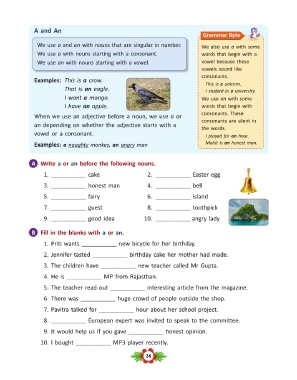 A and An
We use a and an with nouns that are singular in number.
We use a with nouns starting with a consonant.
We use an with nouns starting with a vowel.
Examples: This is a crow.
That is an eagle.
I want a mango.
I have an apple.
When we use an adjective before a noun, we use a or
an depending on whether the adjective starts with a
vowel or a consonant.
Examples: a naughty monkey, an angry man
Grammar Byte
We also use a with some
words that begin with a
vowel because these
vowels sound like
consonants.
This is a unicorn.
I studied in a university.
We use an with some
words that begin with
consonants. These
consonants are silent in
the words.
I played for an hour.
Mohit is an honest man.
A Write a or an before the following nouns.
1. __________ cake
2. __________ Easter egg
3. __________ honest man
4. __________ bell
5. __________ fairy
6. __________ island
7. __________ guest
8. __________ toothpick
9. __________ good idea
10. __________ angry lady
B Fill in the blanks with a or an.
1. Priti wants __________ new bicycle for her birthday.
2. Jennifer tasted __________ birthday cake her mother had made.
3. The children have __________ new teacher called Mr Gupta.
4. He is __________ MP from Rajasthan.
5. The teacher read out __________ interesting article from the magazine.
6. There was __________ huge crowd of people outside the shop.
7. Pavitra talked for __________ hour about her school project.
8. __________ European expert was invited to speak to the committee.
9. It would help us if you gave __________ honest opinion.
10. I bought __________ MP3 player recently.
34